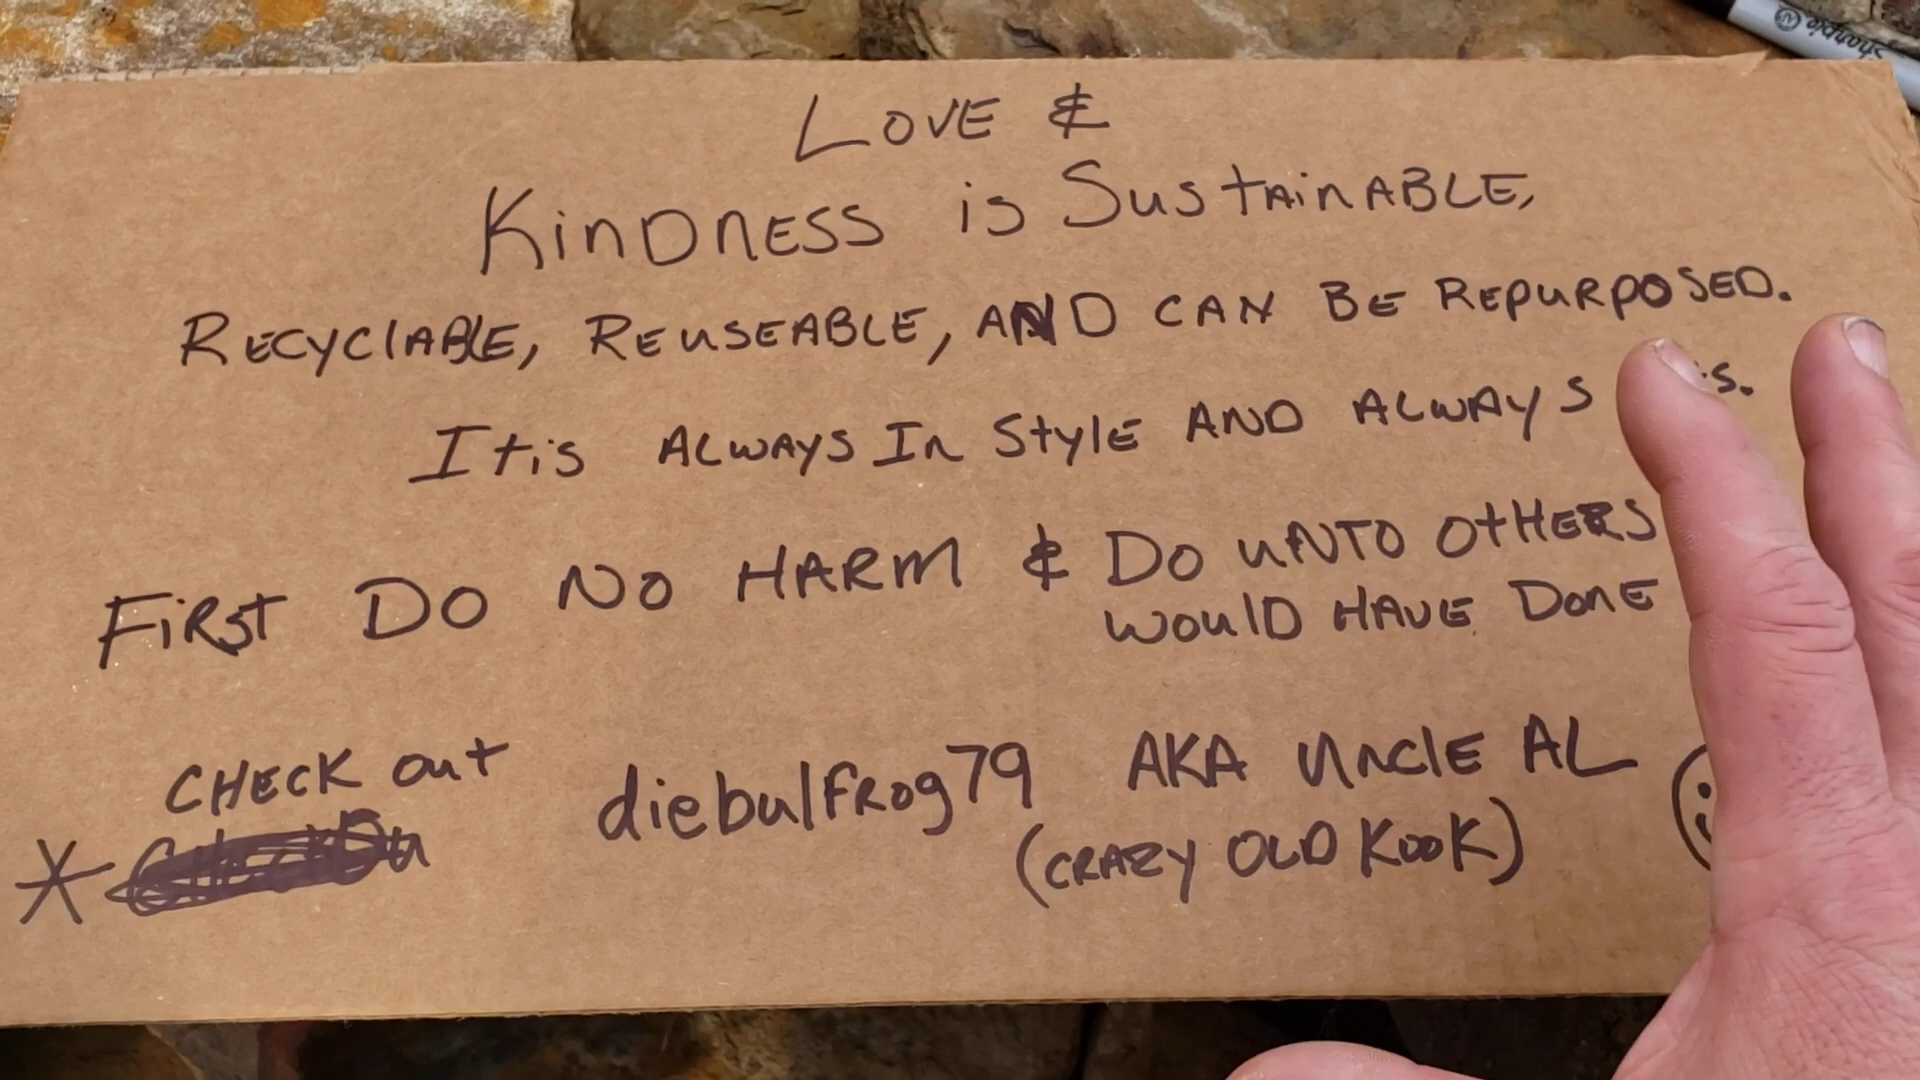 Sharpie
LOVE &
KINDNESS is SUSTAINABLE,
RECYCLABLE, REUSEABLE, AND CAN BE REPURPOSED.
It is ALWAYS IN StyLE AND ALWAYS
FIRST DO NO HARM & DO UNTO OTHERS
WOULD HAVE DONE
CHECK out
* diebulfrog79 AKA UNCLE AL
(CRAZY OLD KOOK)